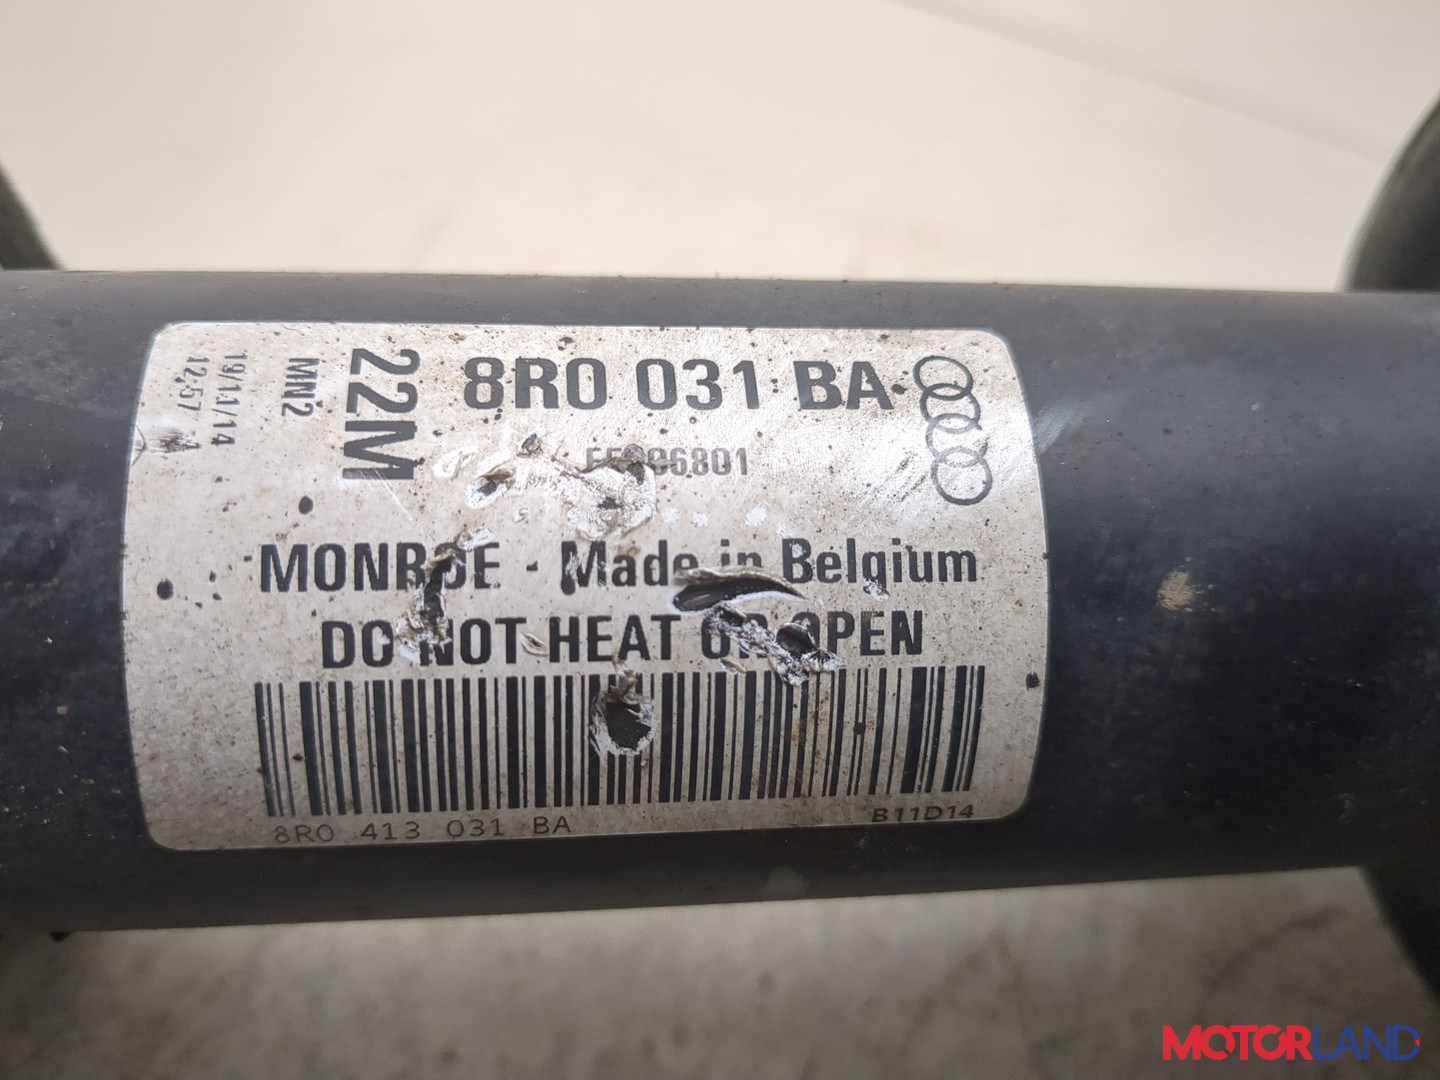 8R0 031 BA
22M
MN2
19/11/14
12:57
MONROE - Made in Belgium
DO NOT HEAT OR OPEN
8R0 413 031 BA
B11D14
MOTORLAND